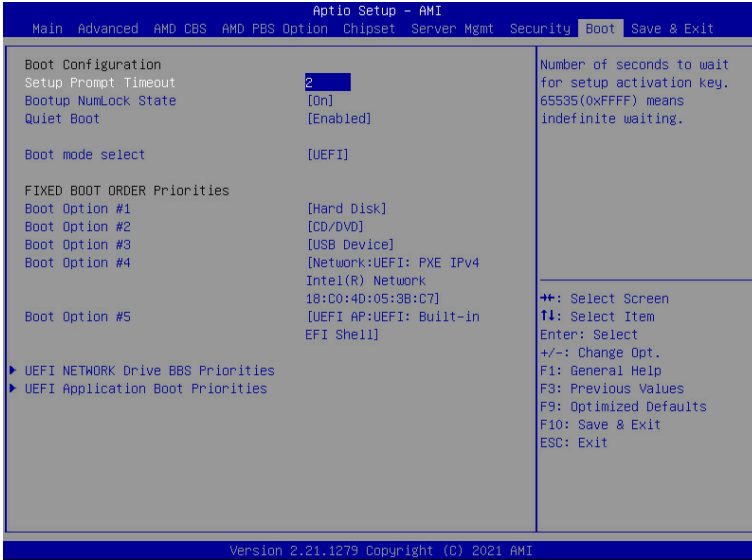 Aptio Setup – AMI
Main Advanced AMD CBS AMD PBS Option Chipset Server Mgmt Security Boot Save & Exit
Boot Configuration
Setup Prompt Timeout 2
Bootup NumLock State [On]
Quiet Boot [Enabled]
Boot mode select [UEFI]
FIXED BOOT ORDER Priorities
Boot Option #1 [Hard Disk]
Boot Option #2 [CD/DVD]
Boot Option #3 [USB Device]
Boot Option #4 [Network:UEFI: PXE IPv4
Intel(R) Network
18:C0:4D:05:3B:C7]
Boot Option #5 [UEFI AP:UEFI: Built-in
EFI Shell]
▶ UEFI NETWORK Drive BBS Priorities
▶ UEFI Application Boot Priorities
Number of seconds to wait
for setup activation key.
65535(0xFFFF) means
indefinite waiting.
→←: Select Screen
↑↓: Select Item
Enter: Select
+/-: Change Opt.
F1: General Help
F3: Previous Values
F9: Optimized Defaults
F10: Save & Exit
ESC: Exit
Version 2.21.1279 Copyright (C) 2021 AMI